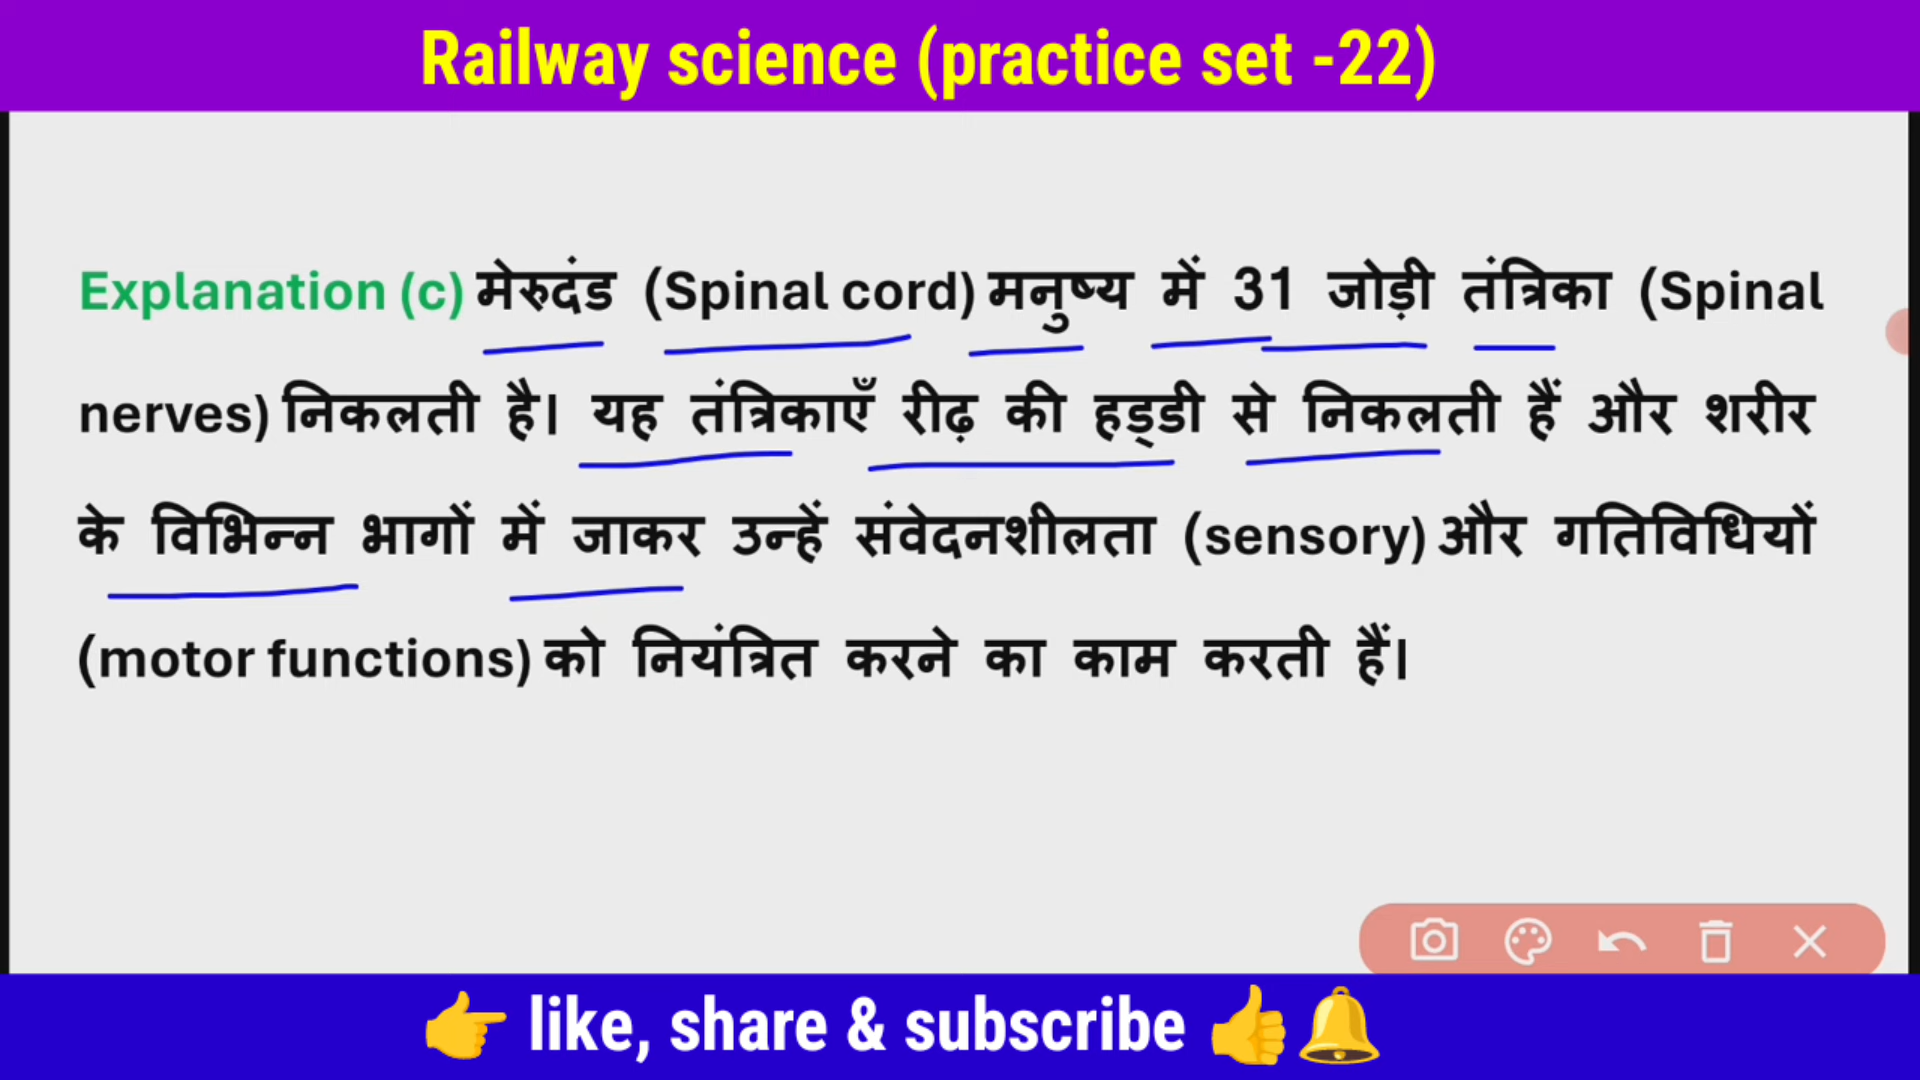 Railway science (practice set -22)
Explanation (c) मेरुदंड (Spinal cord) मनुष्य में 31 जोड़ी तंत्रिका (Spinal
nerves) निकलती है। यह तंत्रिकाएँ रीढ़ की हड्डी से निकलती हैं और शरीर
के विभिन्न भागों में जाकर उन्हें संवेदनशीलता (sensory) और गतिविधियों
(motor functions) को नियंत्रित करने का काम करती हैं।
👉 like, share & subscribe 👍🔔